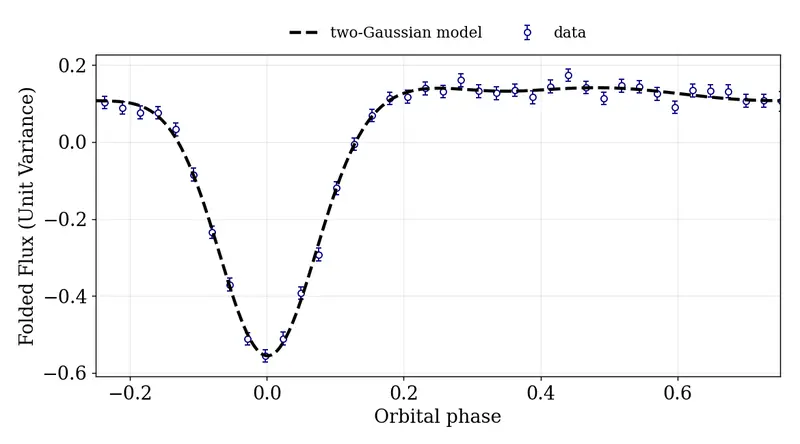 two-Gaussian model data
0.2
0.0
−0.2
−0.4
−0.6
Folded Flux (Unit Variance)
−0.2 0.0 0.2 0.4 0.6
Orbital phase